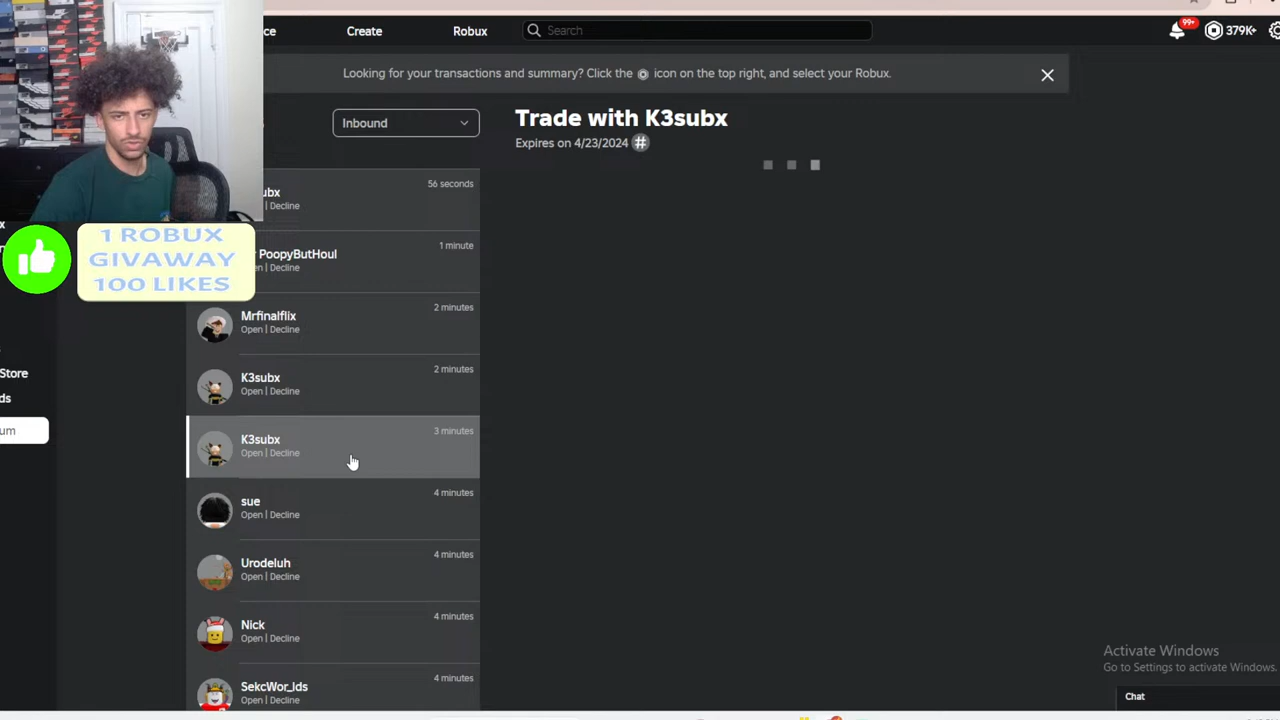 ce
Create
Robux
Search
99+
379K+
Looking for your transactions and summary? Click the icon on the top right, and select your Robux.
Inbound
Trade with K3subx
Expires on 4/23/2024 #
ubx
56 seconds
en | Decline
PoopyButHoul
1 minute
en | Decline
1 ROBUX
GIVAWAY
100 LIKES
Mrfinalflix
2 minutes
Open | Decline
K3subx
2 minutes
Open | Decline
K3subx
3 minutes
Open | Decline
sue
4 minutes
Open | Decline
Urodeluh
4 minutes
Open | Decline
Nick
4 minutes
Open | Decline
SekcWor_lds
4 minutes
Open | Decline
Store
ds
um
Activate Windows
Go to Settings to activate Windows.
Chat